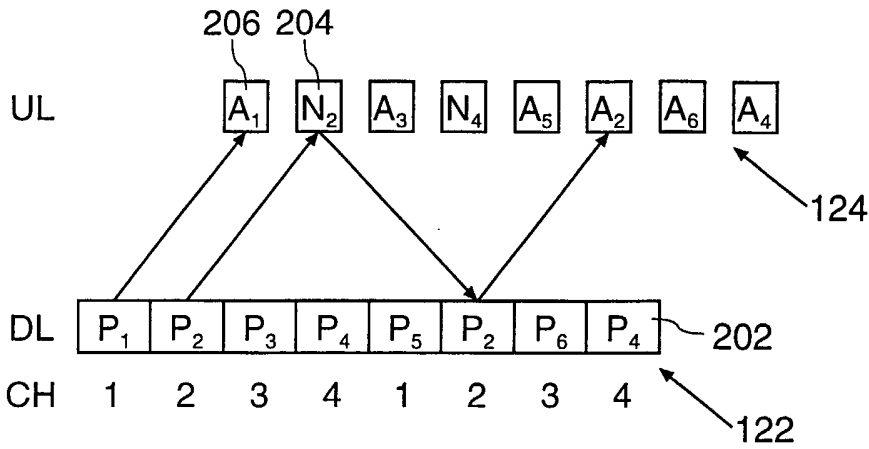 206 204
UL A₁ N₂ A₃ N₄ A₅ A₂ A₆ A₄
124
DL P₁ P₂ P₃ P₄ P₅ P₂ P₆ P₄ 202
CH 1 2 3 4 1 2 3 4
122